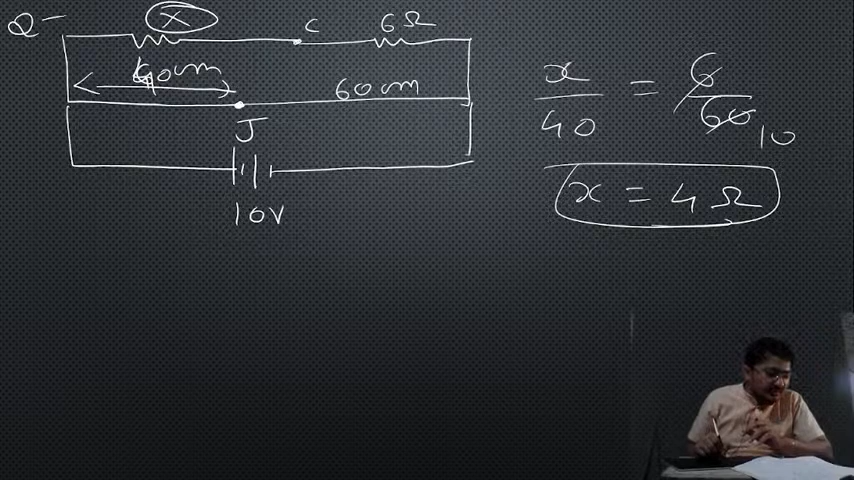 Q- X C 6Ω
40cm 60cm
J
10V
x/40 = 6/60 10
x = 4Ω